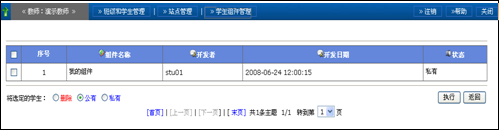 教师：演示教师 »班级和学生管理 | »站点管理 | »学生组件管理 »注销 »帮助 关闭
序号 组件名称 开发者 开发日期 状态
1 我的组件 stu01 2008-06-24 12:00:15 私有
将选定的学生： 删除 公有 私有 执行 返回
[首页] | [上一页] | [下一页] | [ 末页] 共1条主题 1/1 转到第 1 页